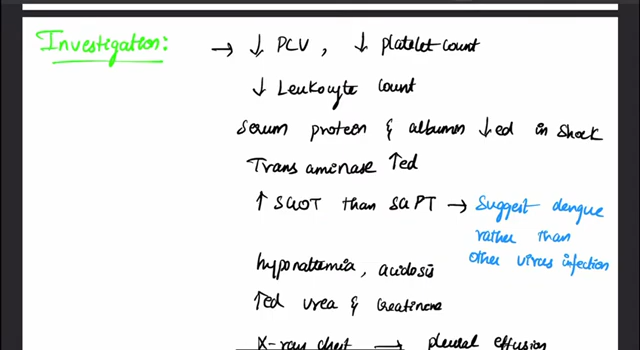 Investigation: → ↓ PCV, ↓ platelet count
↓ Leukocyte count
Serum protein & albumin ↓ed in shock
Transaminase ↑ed
↑ SGOT than SGPT → Suggest dengue
rather than
other virus infection
hyponatremia, acidosis
↑ed urea & Creatinine
X-ray chest → pleural effusion